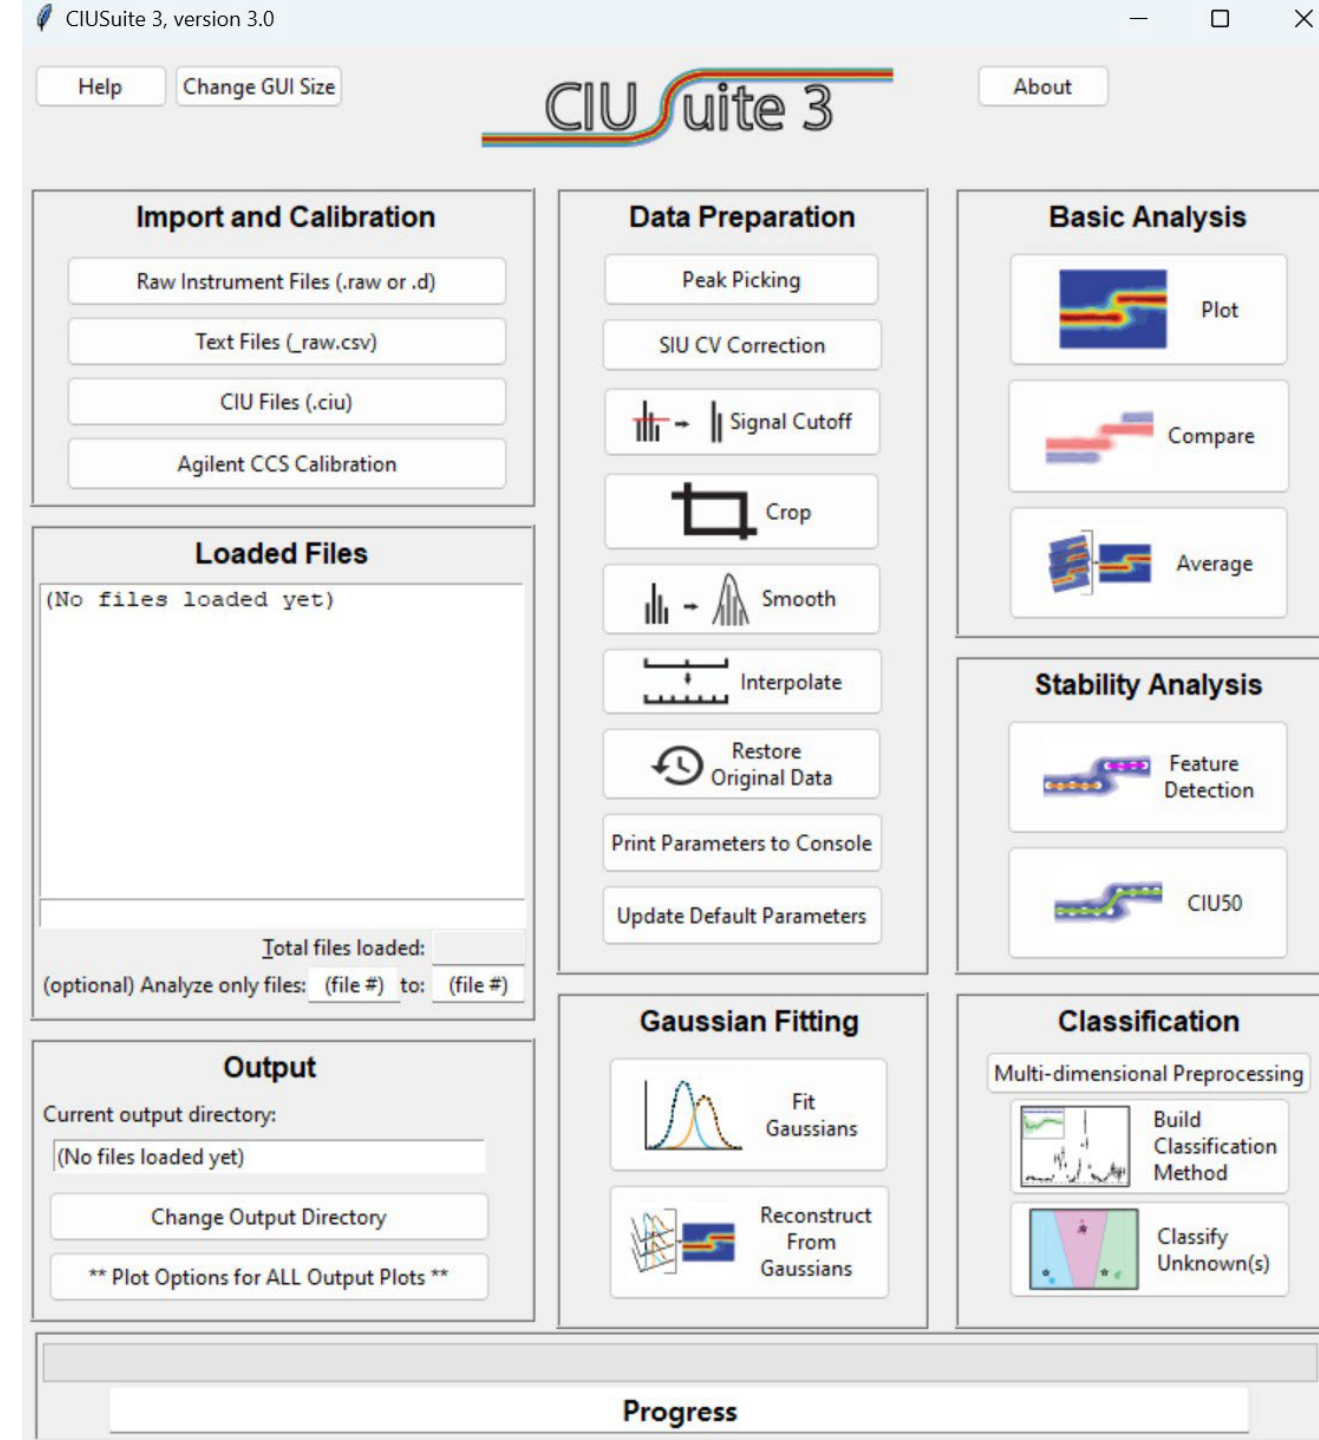 CIUSuite 3, version 3.0
Help
Change GUI Size
CIU Suite 3
About
Import and Calibration
Raw Instrument Files (.raw or .d)
Text Files (_raw.csv)
CIU Files (.ciu)
Agilent CCS Calibration
Loaded Files
(No files loaded yet)
Total files loaded:
(optional) Analyze only files: (file #) to: (file #)
Output
Current output directory:
(No files loaded yet)
Change Output Directory
** Plot Options for ALL Output Plots **
Data Preparation
Peak Picking
SIU CV Correction
Signal Cutoff
Crop
Smooth
Interpolate
Restore
Original Data
Print Parameters to Console
Update Default Parameters
Gaussian Fitting
Fit
Gaussians
Reconstruct
From
Gaussians
Basic Analysis
Plot
Compare
Average
Stability Analysis
Feature
Detection
CIU50
Classification
Multi-dimensional Preprocessing
Build
Classification
Method
Classify
Unknown(s)
Progress